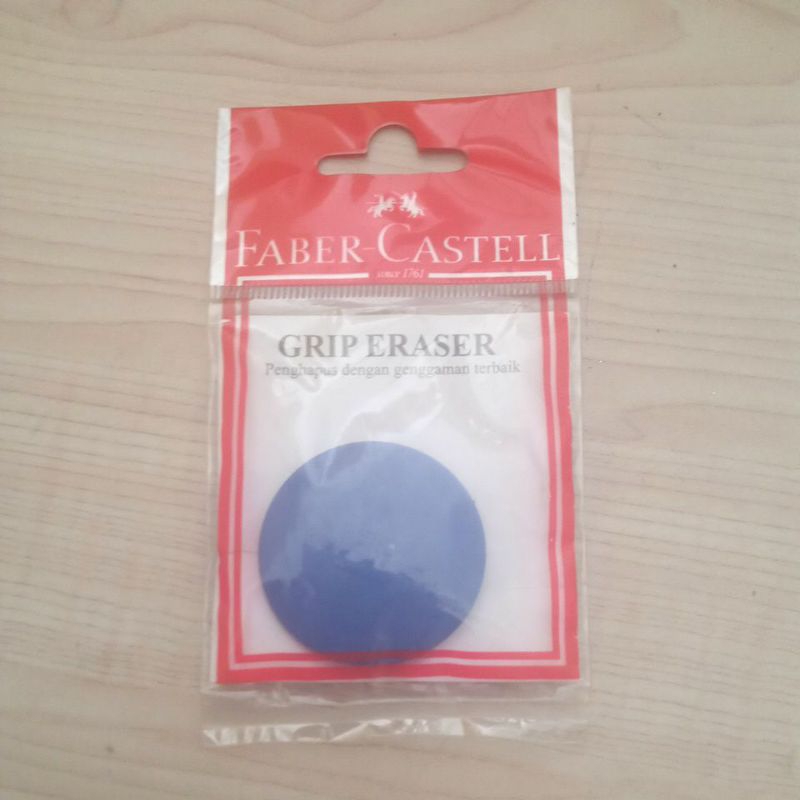 FABER-CASTELL
since 1761
GRIP ERASER
Penghapus dengan genggaman terbaik